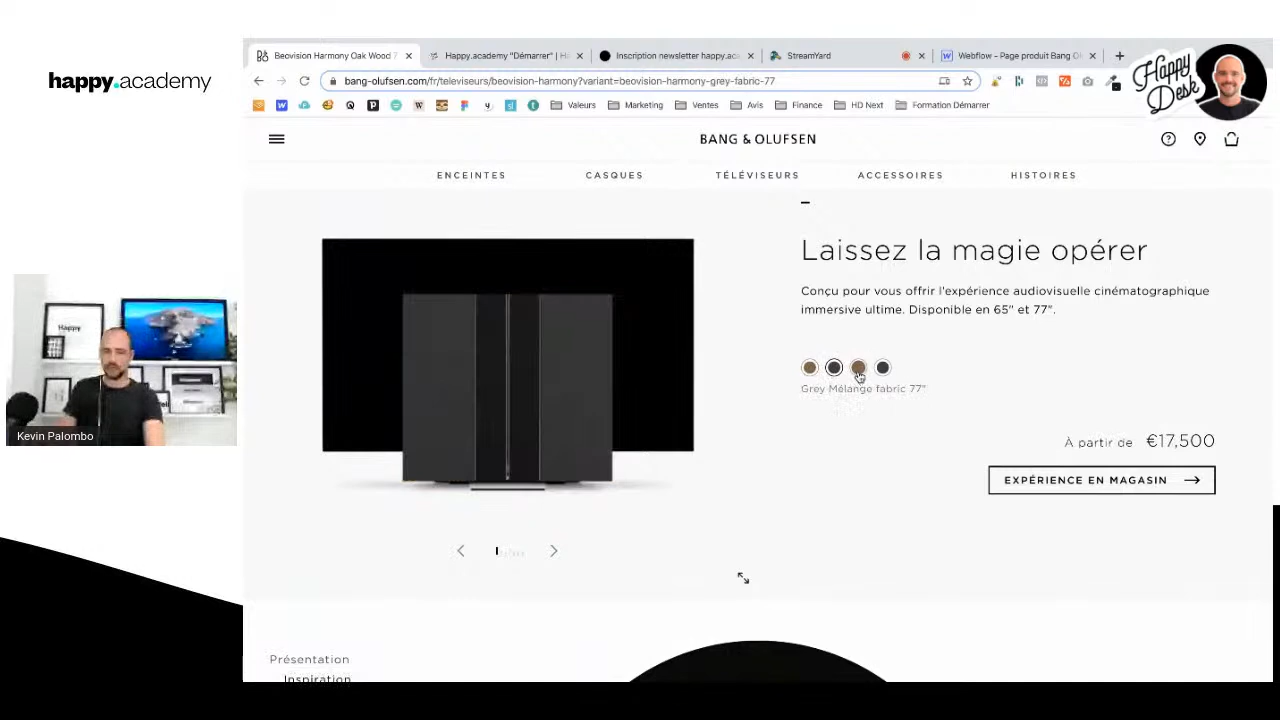 happy.academy
Beovision Harmony Oak Wood 7
Happy.academy "Démarrer" | H
Inscription newsletter happy.aca
StreamYard
Webflow - Page produit Bang O
bang-olufsen.com/fr/televiseurs/beovision-harmony?variant=beovision-harmony-grey-fabric-77
Valeurs
Marketing
Ventes
Avis
Finance
HD Next
Formation Démarrer
Happy
Desk
BANG & OLUFSEN
ENCEINTES
CASQUES
TÉLÉVISEURS
ACCESSOIRES
HISTOIRES
Laissez la magie opérer
Conçu pour vous offrir l'expérience audiovisuelle cinématographique
immersive ultime. Disponible en 65" et 77".
Grey Mélange fabric 77"
À partir de €17,500
EXPÉRIENCE EN MAGASIN
Happy
Kevin Palombo
Présentation
Inspiration